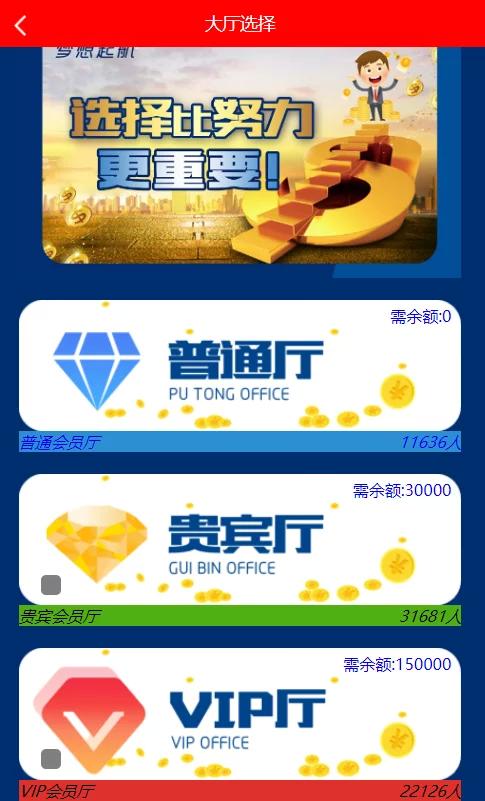 大厅选择
梦想起航
选择比努力
更重要!
需余额:0
普通厅
PU TONG OFFICE
普通会员厅 11636人
需余额:30000
贵宾厅
GUI BIN OFFICE
贵宾会员厅 31681人
需余额:150000
VIP厅
VIP OFFICE
VIP会员厅 22126人